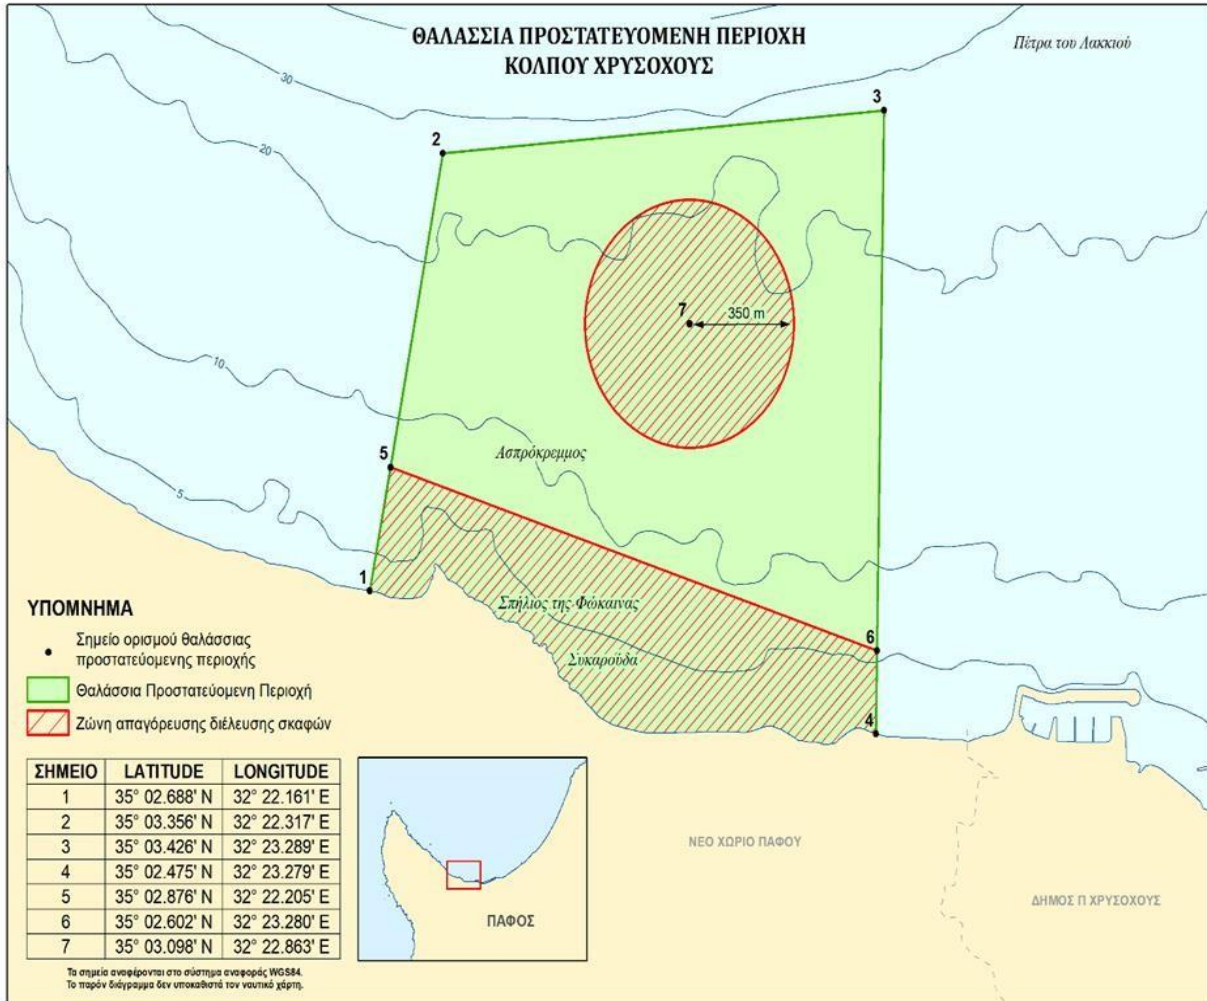 ΘΑΛΑΣΣΙΑ ΠΡΟΣΤΑΤΕΥΟΜΕΝΗ ΠΕΡΙΟΧΗ
ΚΟΛΠΟΥ ΧΡΥΣΟΧΟΥΣ
Πέτρα του Λακκιού
30
20
10
5
2
3
7
350 m
5
Ασπρόκρεμμος
1
Σπήλιος της Φώκαινας
Συκαρούδα
6
4
ΥΠΟΜΝΗΜΑ
Σημείο ορισμού θαλάσσιας
προστατεύομενης περιοχής
Θαλάσσια Προστατεύομενη Περιοχή
Ζώνη απαγόρευσης διέλευσης σκαφών
ΣΗΜΕΙΟ LATITUDE LONGITUDE
1 35° 02.688' N 32° 22.161' E
2 35° 03.356' N 32° 22.317' E
3 35° 03.426' N 32° 23.289' E
4 35° 02.475' N 32° 23.279' E
5 35° 02.876' N 32° 22.205' E
6 35° 02.602' N 32° 23.280' E
7 35° 03.098' N 32° 22.863' E
Τα σημεία αναφέρονται στο σύστημα αναφοράς WGS84.
Το παρόν διάγραμμα δεν υποκαθιστά τον ναυτικό χάρτη.
ΠΑΦΟΣ
ΝΕΟ ΧΩΡΙΟ ΠΑΦΟΥ
ΔΗΜΟΣ Π ΧΡΥΣΟΧΟΥΣ